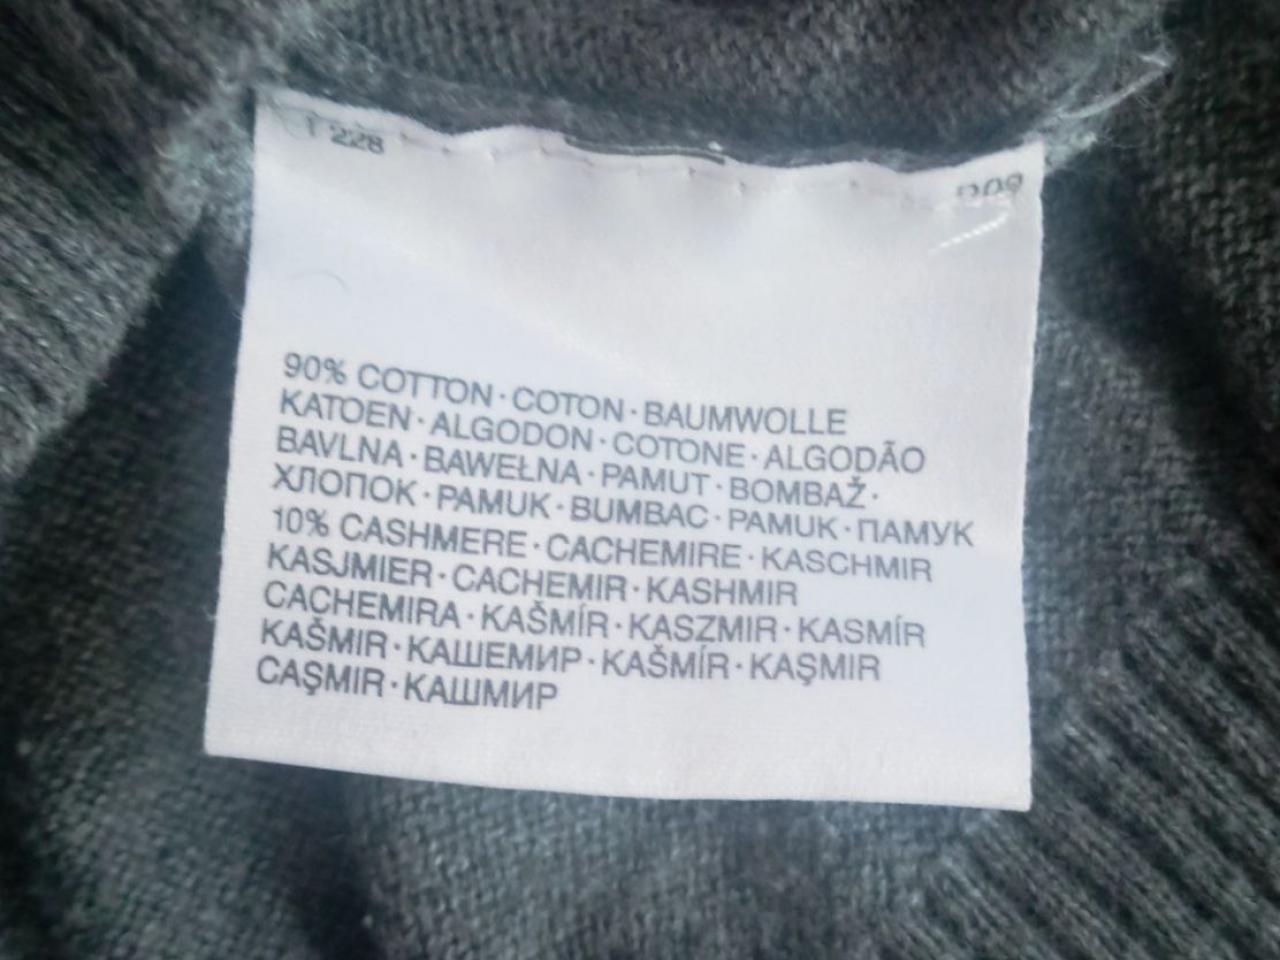 228
90% COTTON · COTON · BAUMWOLLE
KATOEN · ALGODON · COTONE · ALGODÃO
BAVLNA · BAWEŁNA · PAMUT · BOMBAŽ ·
ХЛОПОК · PAMUK · BUMBAC · PAMUK · ПАМУК
10% CASHMERE · CACHEMIRE · KASCHMIR
KASJMIER · CACHEMIR · KASHMIR
CACHEMIRA · KAŠMÍR · KASZMIR · KASMÍR
KAŠMIR · КАШЕМИР · KAŠMÍR · KAŞMIR
CAŞMIR · КАШМИР